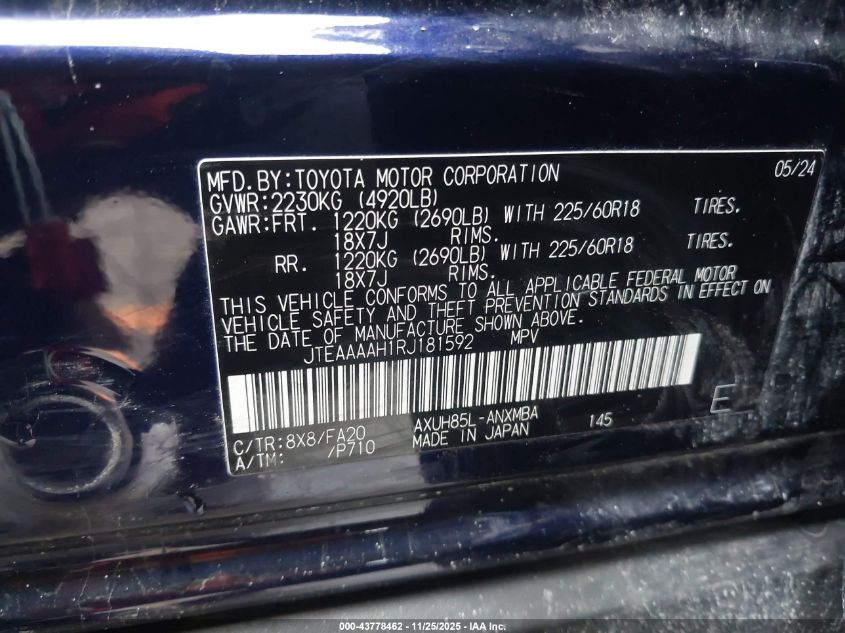 MFD.BY:TOYOTA MOTOR CORPORATION 05/24
GVWR:2230KG (4920LB)
GAWR:FRT. 1220KG (2690LB) WITH 225/60R18 TIRES.
18X7J RIMS.
RR. 1220KG (2690LB) WITH 225/60R18 TIRES.
18X7J RIMS.
THIS VEHICLE CONFORMS TO ALL APPLICABLE FEDERAL MOTOR
VEHICLE SAFETY AND THEFT PREVENTION STANDARDS IN EFFECT ON
THE DATE OF MANUFACTURE SHOWN ABOVE.
JTEAAAAH1RJ181592 MPV
C/TR:8X8/FA20 AXUH85L-ANXMBA 145 E
A/TM: /P710 MADE IN JAPAN
000-43778462 - 11/25/2025 - IAA Inc.